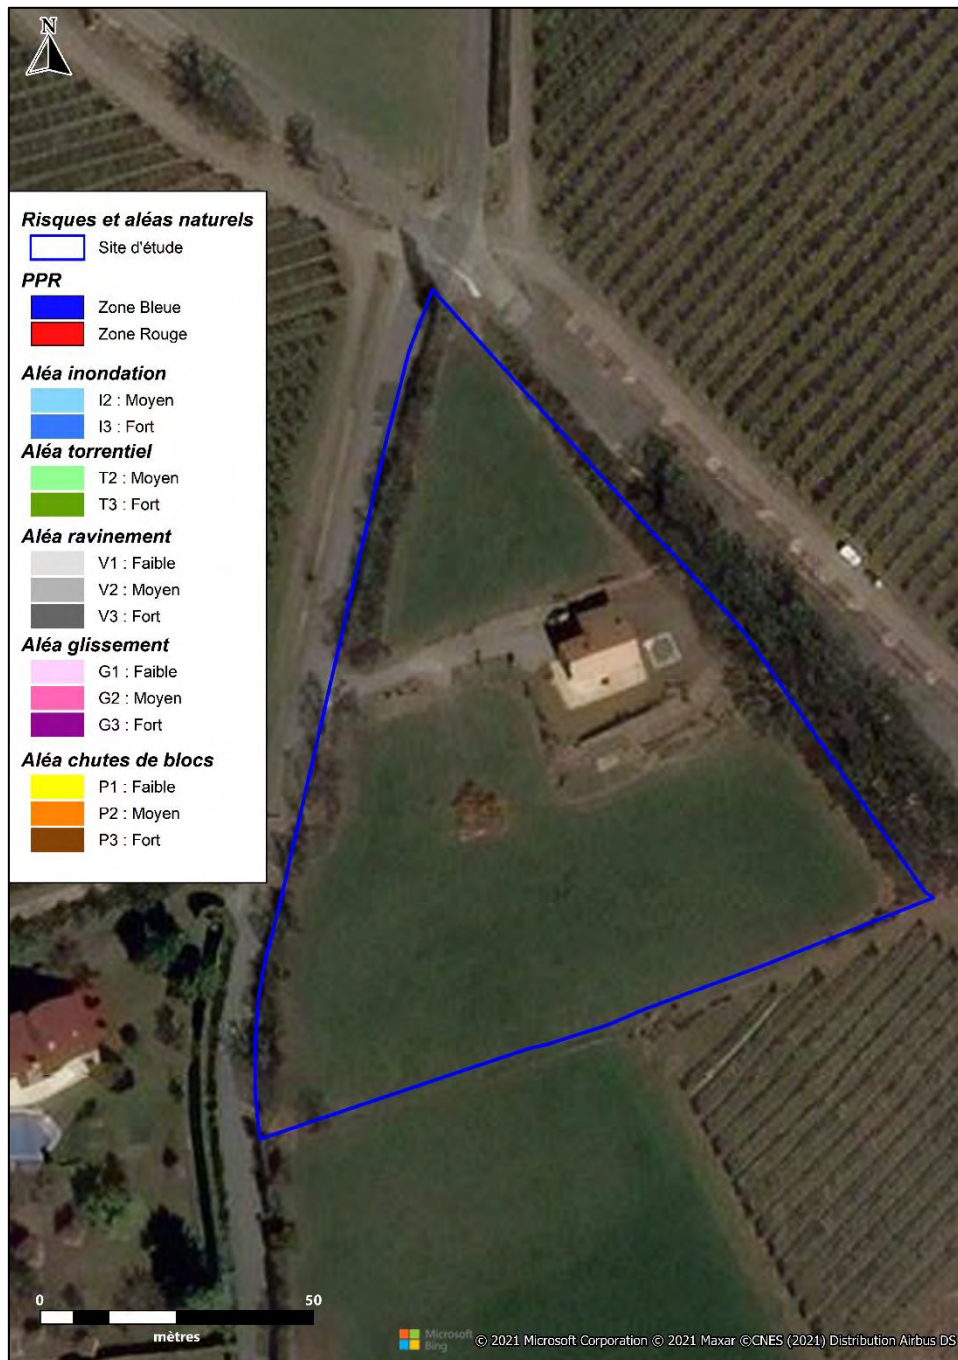 N
Risques et aléas naturels
Site d'étude
PPR
Zone Bleue
Zone Rouge
Aléa inondation
I2 : Moyen
I3 : Fort
Aléa torrentiel
T2 : Moyen
T3 : Fort
Aléa ravinement
V1 : Faible
V2 : Moyen
V3 : Fort
Aléa glissement
G1 : Faible
G2 : Moyen
G3 : Fort
Aléa chutes de blocs
P1 : Faible
P2 : Moyen
P3 : Fort
0 50
mètres
Microsoft
Bing
© 2021 Microsoft Corporation © 2021 Maxar ©CNES (2021) Distribution Airbus DS